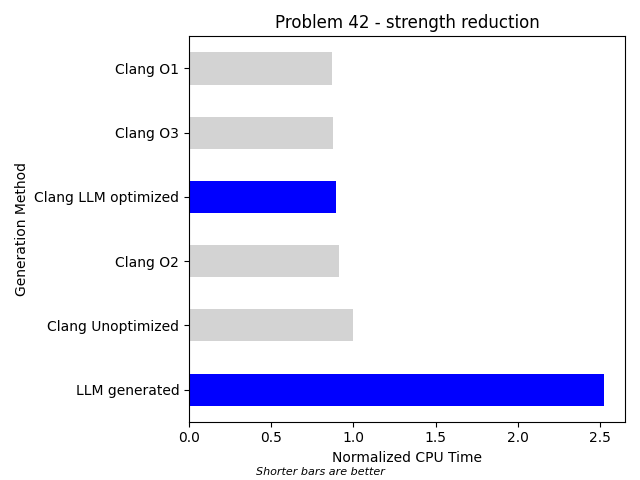 Problem 42 - strength reduction
Generation Method
Clang O1
Clang O3
Clang LLM optimized
Clang O2
Clang Unoptimized
LLM generated
0.0 0.5 1.0 1.5 2.0 2.5
Normalized CPU Time
Shorter bars are better